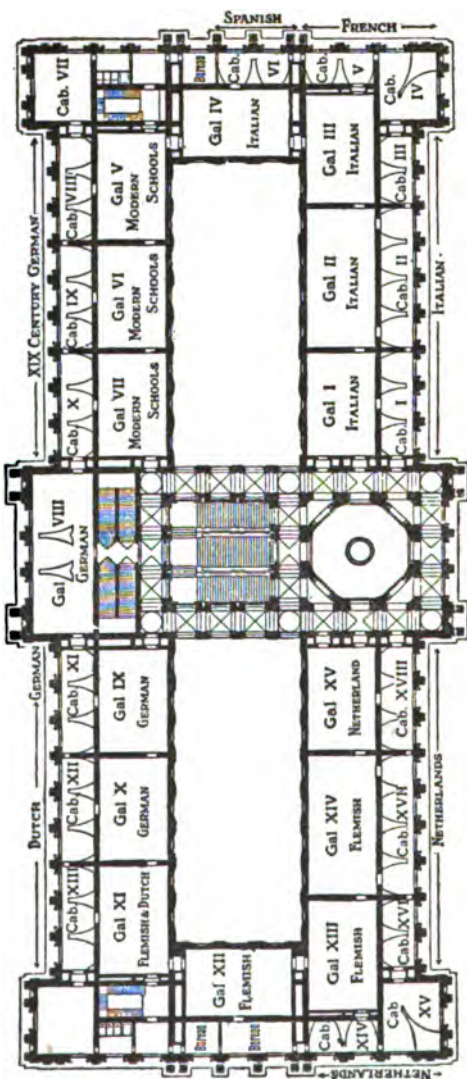 SPANISH
FRENCH
Cab. VII
Bureau
Cab. VI
Cab. V
Cab. IV
Gal IV
ITALIAN
Gal III
ITALIAN
Cab. III
XIX CENTURY GERMAN
Cab. VIII
Gal V
MODERN
SCHOOLS
Cab. IX
Gal VI
MODERN
SCHOOLS
Gal II
ITALIAN
Cab. II
ITALIAN
Cab. X
Gal VII
MODERN
SCHOOLS
Gal I
ITALIAN
Cab. I
Gal VIII
GERMAN
GERMAN
Cab XI
Gal IX
GERMAN
Gal XV
NETHERLAND
Cab. XVIII
DUTCH
Cab XII
Gal X
GERMAN
Gal XIV
FLEMISH
Cab. XVII
NETHERLANDS
Cab XIII
Gal XI
FLEMISH & DUTCH
Gal XIII
FLEMISH
Cab. XVI
Gal XII
FLEMISH
Bureau
Bureau
Cab. XIV
Cab XV
NETHERLANDS